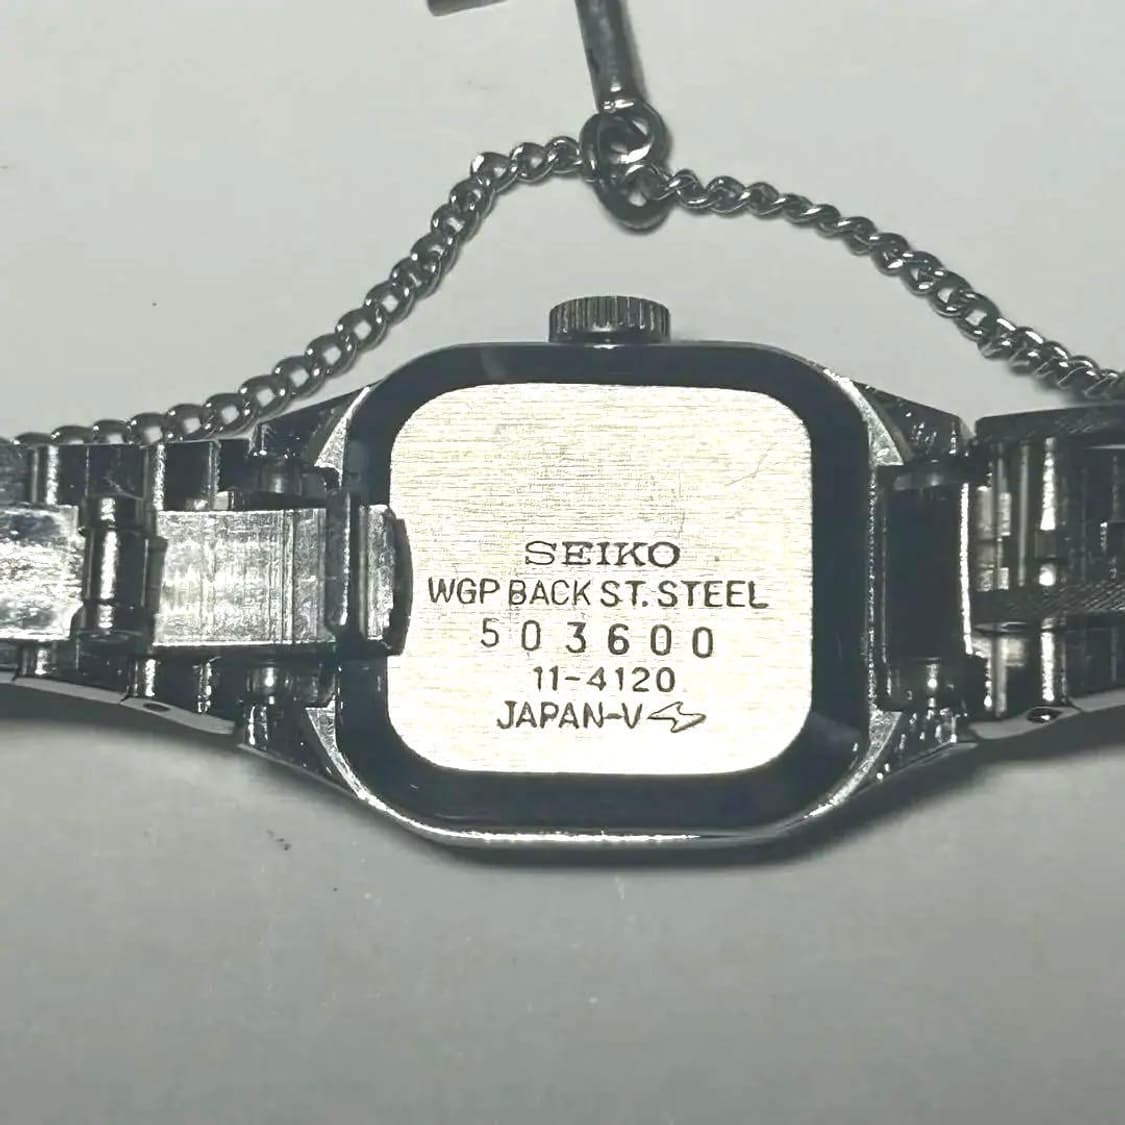 SEIKO
WGP BACK ST. STEEL
503600
11-4120
JAPAN-V